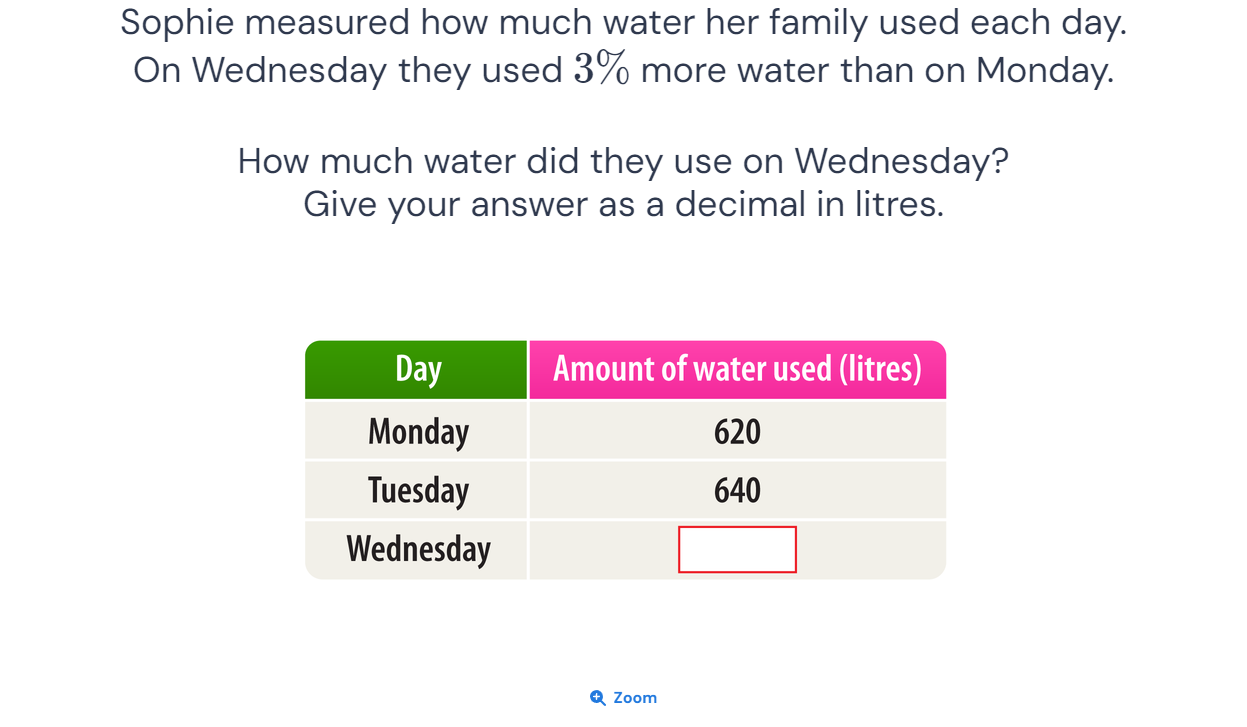 Sophie measured how much water her family used each day.
On Wednesday they used 3% more water than on Monday.
How much water did they use on Wednesday?
Give your answer as a decimal in litres.
Day Amount of water used (litres)
Monday 620
Tuesday 640
Wednesday
Zoom